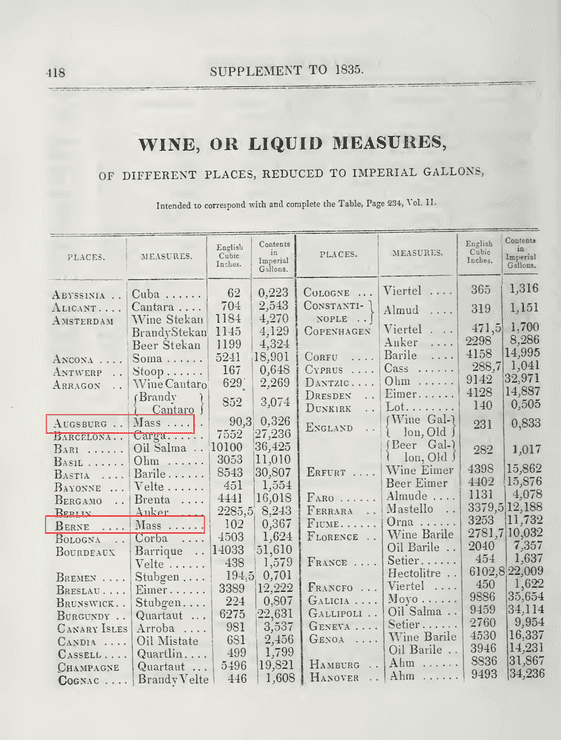 418 SUPPLEMENT TO 1835.
WINE, OR LIQUID MEASURES,
OF DIFFERENT PLACES, REDUCED TO IMPERIAL GALLONS,
Intended to correspond with and complete the Table, Page 234, Vol. II.
PLACES. MEASURES. English Cubic Inches. Contents in Imperial Gallons.
ABYSSINIA .. Cuba ...... 62 0,223
ALICANT .... Cantara .... 704 2,543
AMSTERDAM Wine Stekan 1184 4,270
Brandy Stekan 1145 4,129
Beer Stekan 1199 4,324
ANCONA .... Soma ...... 5241 18,901
ANTWERP .. Stoop ...... 167 0,648
ARRAGON .. Wine Cantaro 629 2,269
{Brandy Cantaro} 852 3,074
AUGSBURG .. Mass .... 90,3 0,326
BARCELONA.. Carga...... 7552 27,236
BARI ...... Oil Salma .. 10100 36,425
BASIL ...... Ohm ...... 3053 11,010
BASTIA .... Barile...... 8543 30,807
BAYONNE ... Velte ...... 451 1,554
BERGAMO .. Brenta .... 4441 16,018
BERLIN Anker .... 2285,5 8,243
BERNE .... Mass ...... 102 0,367
BOLOGNA .. Corba .... 4503 1,624
BOURDEAUX Barrique .. 14033 51,610
Velte ...... 438 1,579
BREMEN .... Stubgen .... 194,5 0,701
BRESLAU .... Eimer...... 3389 12,222
BRUNSWICK.. Stubgen.... 224 0,807
BURGUNDY .. Quartaut ... 6275 22,631
CANARY ISLES Arroba .... 981 3,537
CANDIA .... Oil Mistate 681 2,456
CASSELL .... Quartlin.... 499 1,799
CHAMPAGNE Quartaut ... 5496 19,821
COGNAC .... Brandy Velte 446 1,608
PLACES. MEASURES. English Cubic Inches. Contents in Imperial Gallons.
COLOGNE ... Viertel .... 365 1,316
CONSTANTI-
NOPLE ..} Almud .... 319 1,151
COPENHAGEN Viertel .... 471,5 1,700
Anker .... 2298 8,286
CORFU .... Barile .... 4158 14,995
CYPRUS ... Cass ...... 288,7 1,041
DANTZIC.... Ohm ...... 9142 32,971
DRESDEN .. Eimer...... 4128 14,887
DUNKIRK .. Lot........ 140 0,505
ENGLAND .. {Wine Gal-
lon, Old} 231 0,833
{Beer Gal-
lon, Old} 282 1,017
ERFURT .... Wine Eimer 4398 15,862
Beer Eimer 4402 15,876
FARO ...... Almude .... 1131 4,078
FERRARA .. Mastello .. 3379,5 12,188
FIUME...... Orna ...... 3253 11,732
FLORENCE .. Wine Barile 2781,7 10,032
Oil Barile .. 2040 7,357
FRANCE .... Setier...... 454 1,637
Hectolitre .. 6102,8 22,009
FRANCFO ... Viertel .... 450 1,622
GALICIA .... Moyo ...... 9886 35,654
GALLIPOLI .. Oil Salma .. 9459 34,114
GENEVA .... Setier...... 2760 9,954
GENOA .... Wine Barile 4530 16,337
Oil Barile .. 3946 14,231
HAMBURG .. Ahm ...... 8836 31,867
HANOVER .. Ahm ...... 9493 34,236